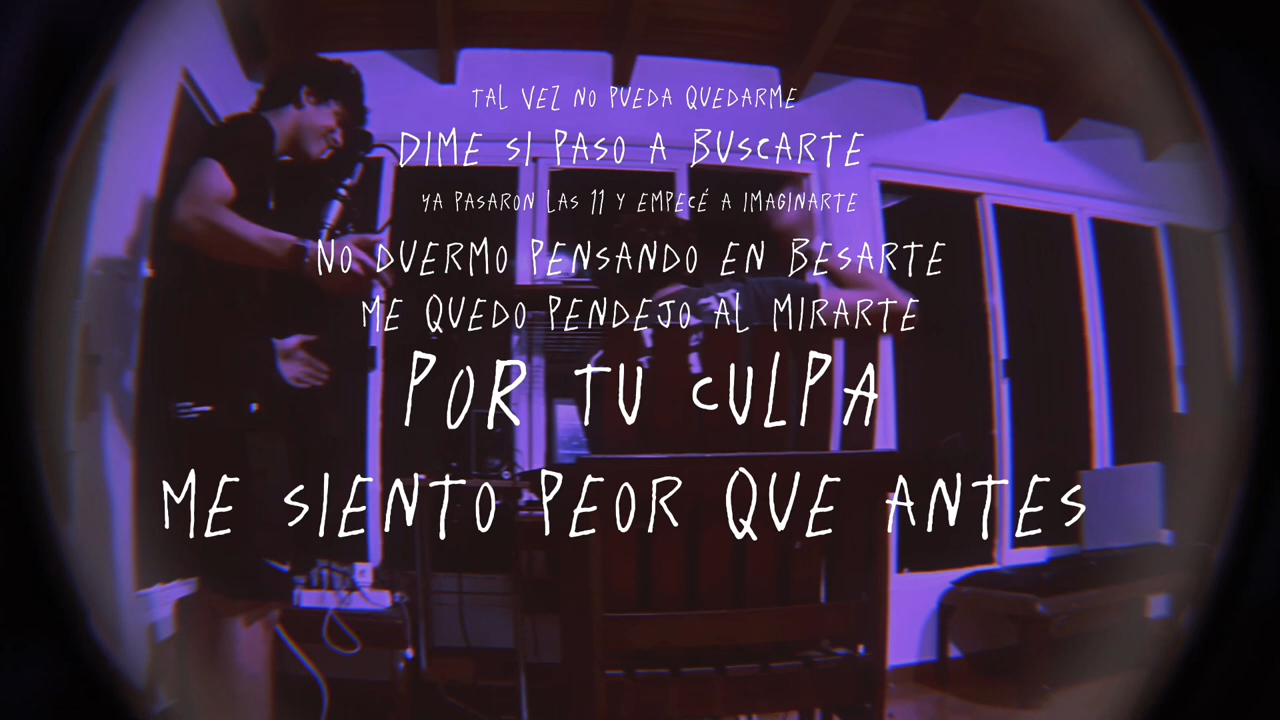 TAL VEZ NO PUEDA QUEDARME
DIME SI PASO A BUSCARTE
YA PASARON LAS 11 Y EMPECÉ A IMAGINARTE
NO DUERMO PENSANDO EN BESARTE
ME QUEDO PENDEJO AL MIRARTE
POR TU CULPA
ME SIENTO PEOR QUE ANTES